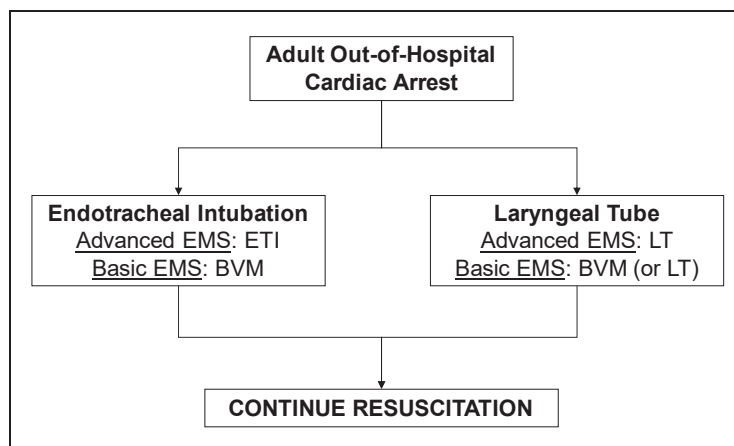 Adult Out-of-Hospital
Cardiac Arrest
Endotracheal Intubation
Advanced EMS: ETI
Basic EMS: BVM
Laryngeal Tube
Advanced EMS: LT
Basic EMS: BVM (or LT)
CONTINUE RESUSCITATION